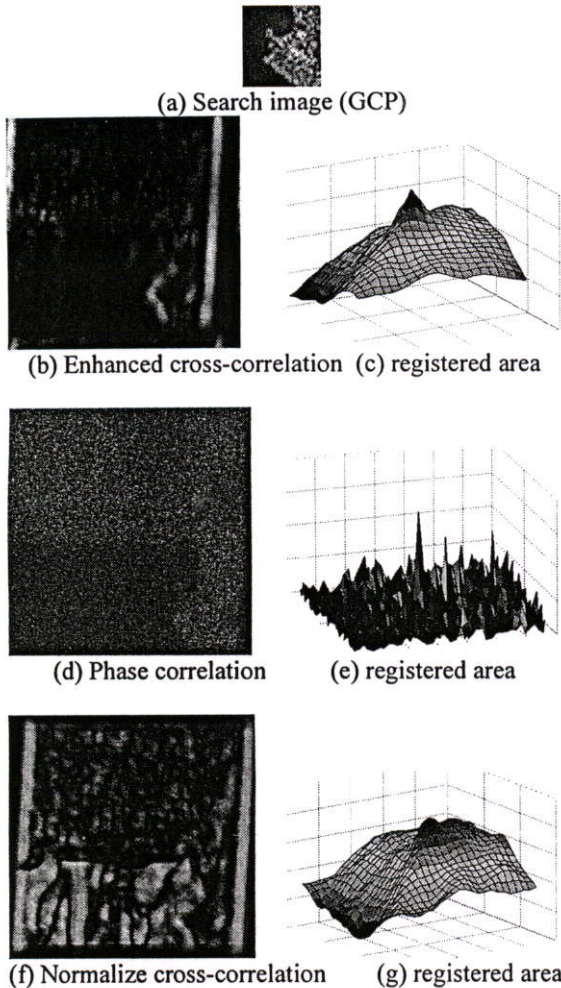 (a) Search image (GCP)
(b) Enhanced cross-correlation (c) registered area
(d) Phase correlation (e) registered area
(f) Normalize cross-correlation (g) registered area